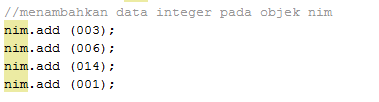 //menambahkan data integer pada objek nim
nim.add (003);
nim.add (006);
nim.add (014);
nim.add (001);